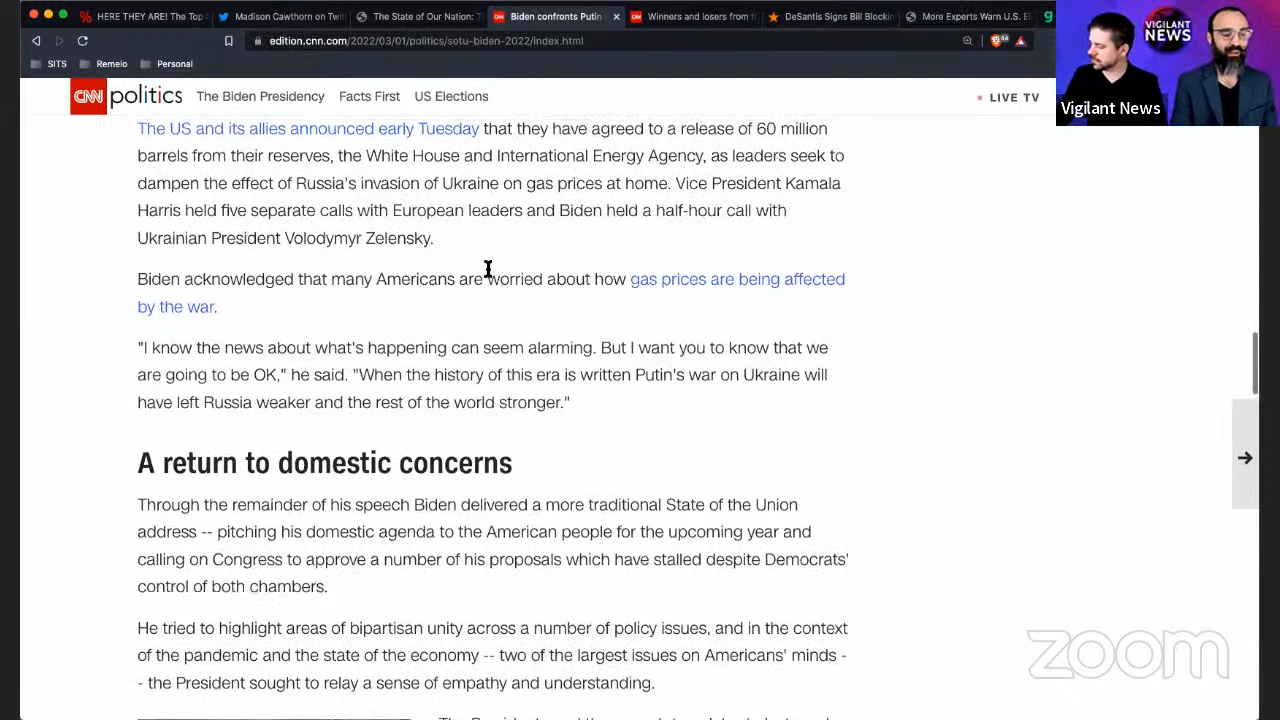 HERE THEY ARE! The Top
Madison Cawthorn on Twi
The State of Our Nation: T
Biden confronts Putin
Winners and losers from t
DeSantis Signs Bill Blockin
More Experts Warn U.S. El
edition.cnn.com/2022/03/01/politics/sotu-biden-2022/index.html
SITS
Remeio
Personal
VIGILANT
NEWS
Vigilant News
CNN politics
The Biden Presidency
Facts First
US Elections
LIVE TV
The US and its allies announced early Tuesday that they have agreed to a release of 60 million
barrels from their reserves, the White House and International Energy Agency, as leaders seek to
dampen the effect of Russia's invasion of Ukraine on gas prices at home. Vice President Kamala
Harris held five separate calls with European leaders and Biden held a half-hour call with
Ukrainian President Volodymyr Zelensky.
Biden acknowledged that many Americans are worried about how gas prices are being affected
by the war.
"I know the news about what's happening can seem alarming. But I want you to know that we
are going to be OK," he said. "When the history of this era is written Putin's war on Ukraine will
have left Russia weaker and the rest of the world stronger."
A return to domestic concerns
Through the remainder of his speech Biden delivered a more traditional State of the Union
address -- pitching his domestic agenda to the American people for the upcoming year and
calling on Congress to approve a number of his proposals which have stalled despite Democrats'
control of both chambers.
He tried to highlight areas of bipartisan unity across a number of policy issues, and in the context
of the pandemic and the state of the economy -- two of the largest issues on Americans' minds -
- the President sought to relay a sense of empathy and understanding.
zoom